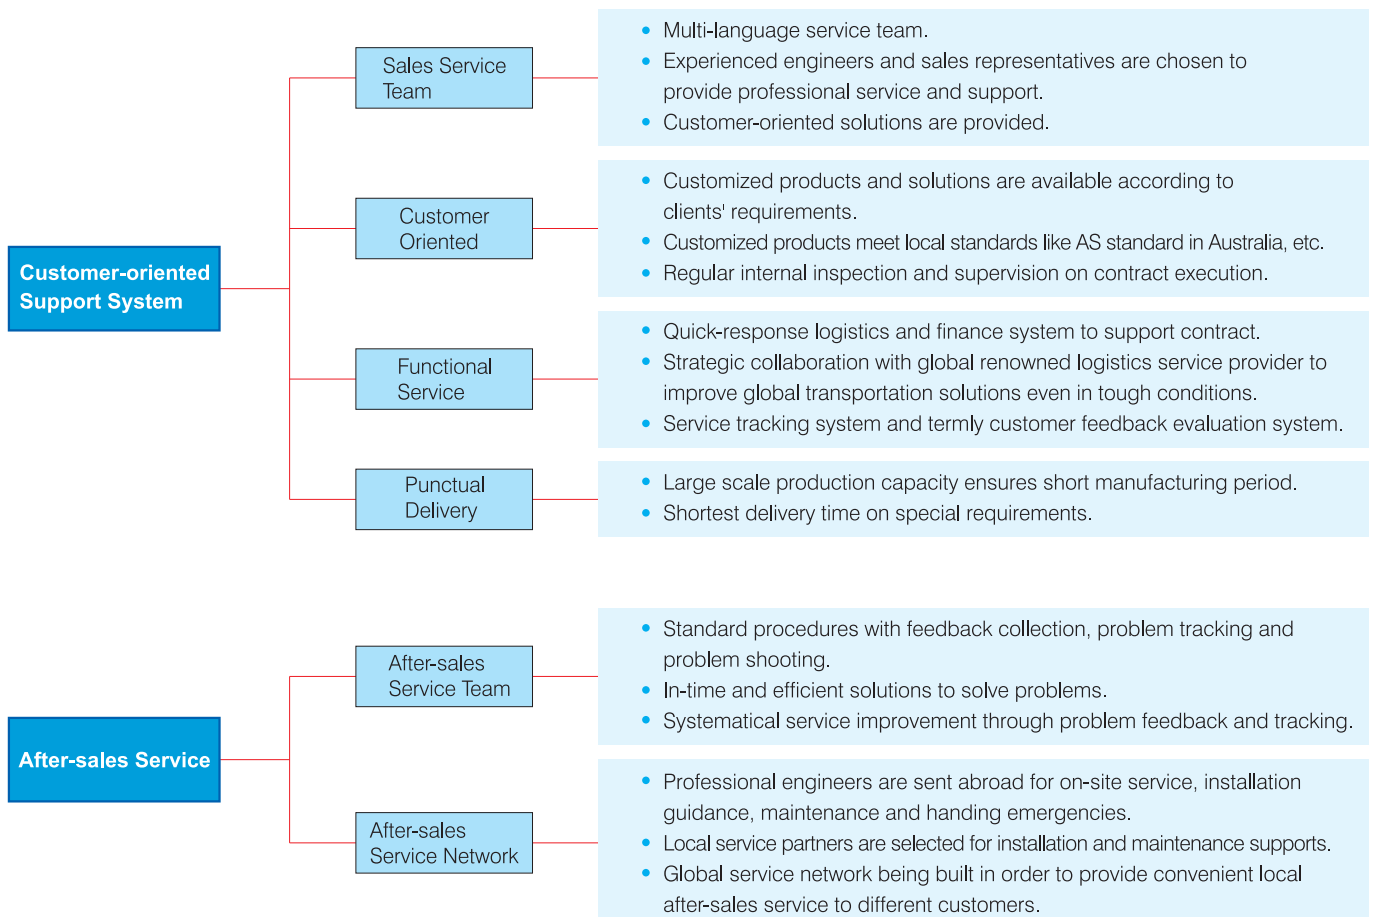 Customer-oriented
Support System
Sales Service
Team
• Multi-language service team.
• Experienced engineers and sales representatives are chosen to
provide professional service and support.
• Customer-oriented solutions are provided.
Customer
Oriented
• Customized products and solutions are available according to
clients' requirements.
• Customized products meet local standards like AS standard in Australia, etc.
• Regular internal inspection and supervision on contract execution.
Functional
Service
• Quick-response logistics and finance system to support contract.
• Strategic collaboration with global renowned logistics service provider to
improve global transportation solutions even in tough conditions.
• Service tracking system and termly customer feedback evaluation system.
Punctual
Delivery
• Large scale production capacity ensures short manufacturing period.
• Shortest delivery time on special requirements.
After-sales Service
After-sales
Service Team
• Standard procedures with feedback collection, problem tracking and
problem shooting.
• In-time and efficient solutions to solve problems.
• Systematical service improvement through problem feedback and tracking.
After-sales
Service Network
• Professional engineers are sent abroad for on-site service, installation
guidance, maintenance and handing emergencies.
• Local service partners are selected for installation and maintenance supports.
• Global service network being built in order to provide convenient local
after-sales service to different customers.